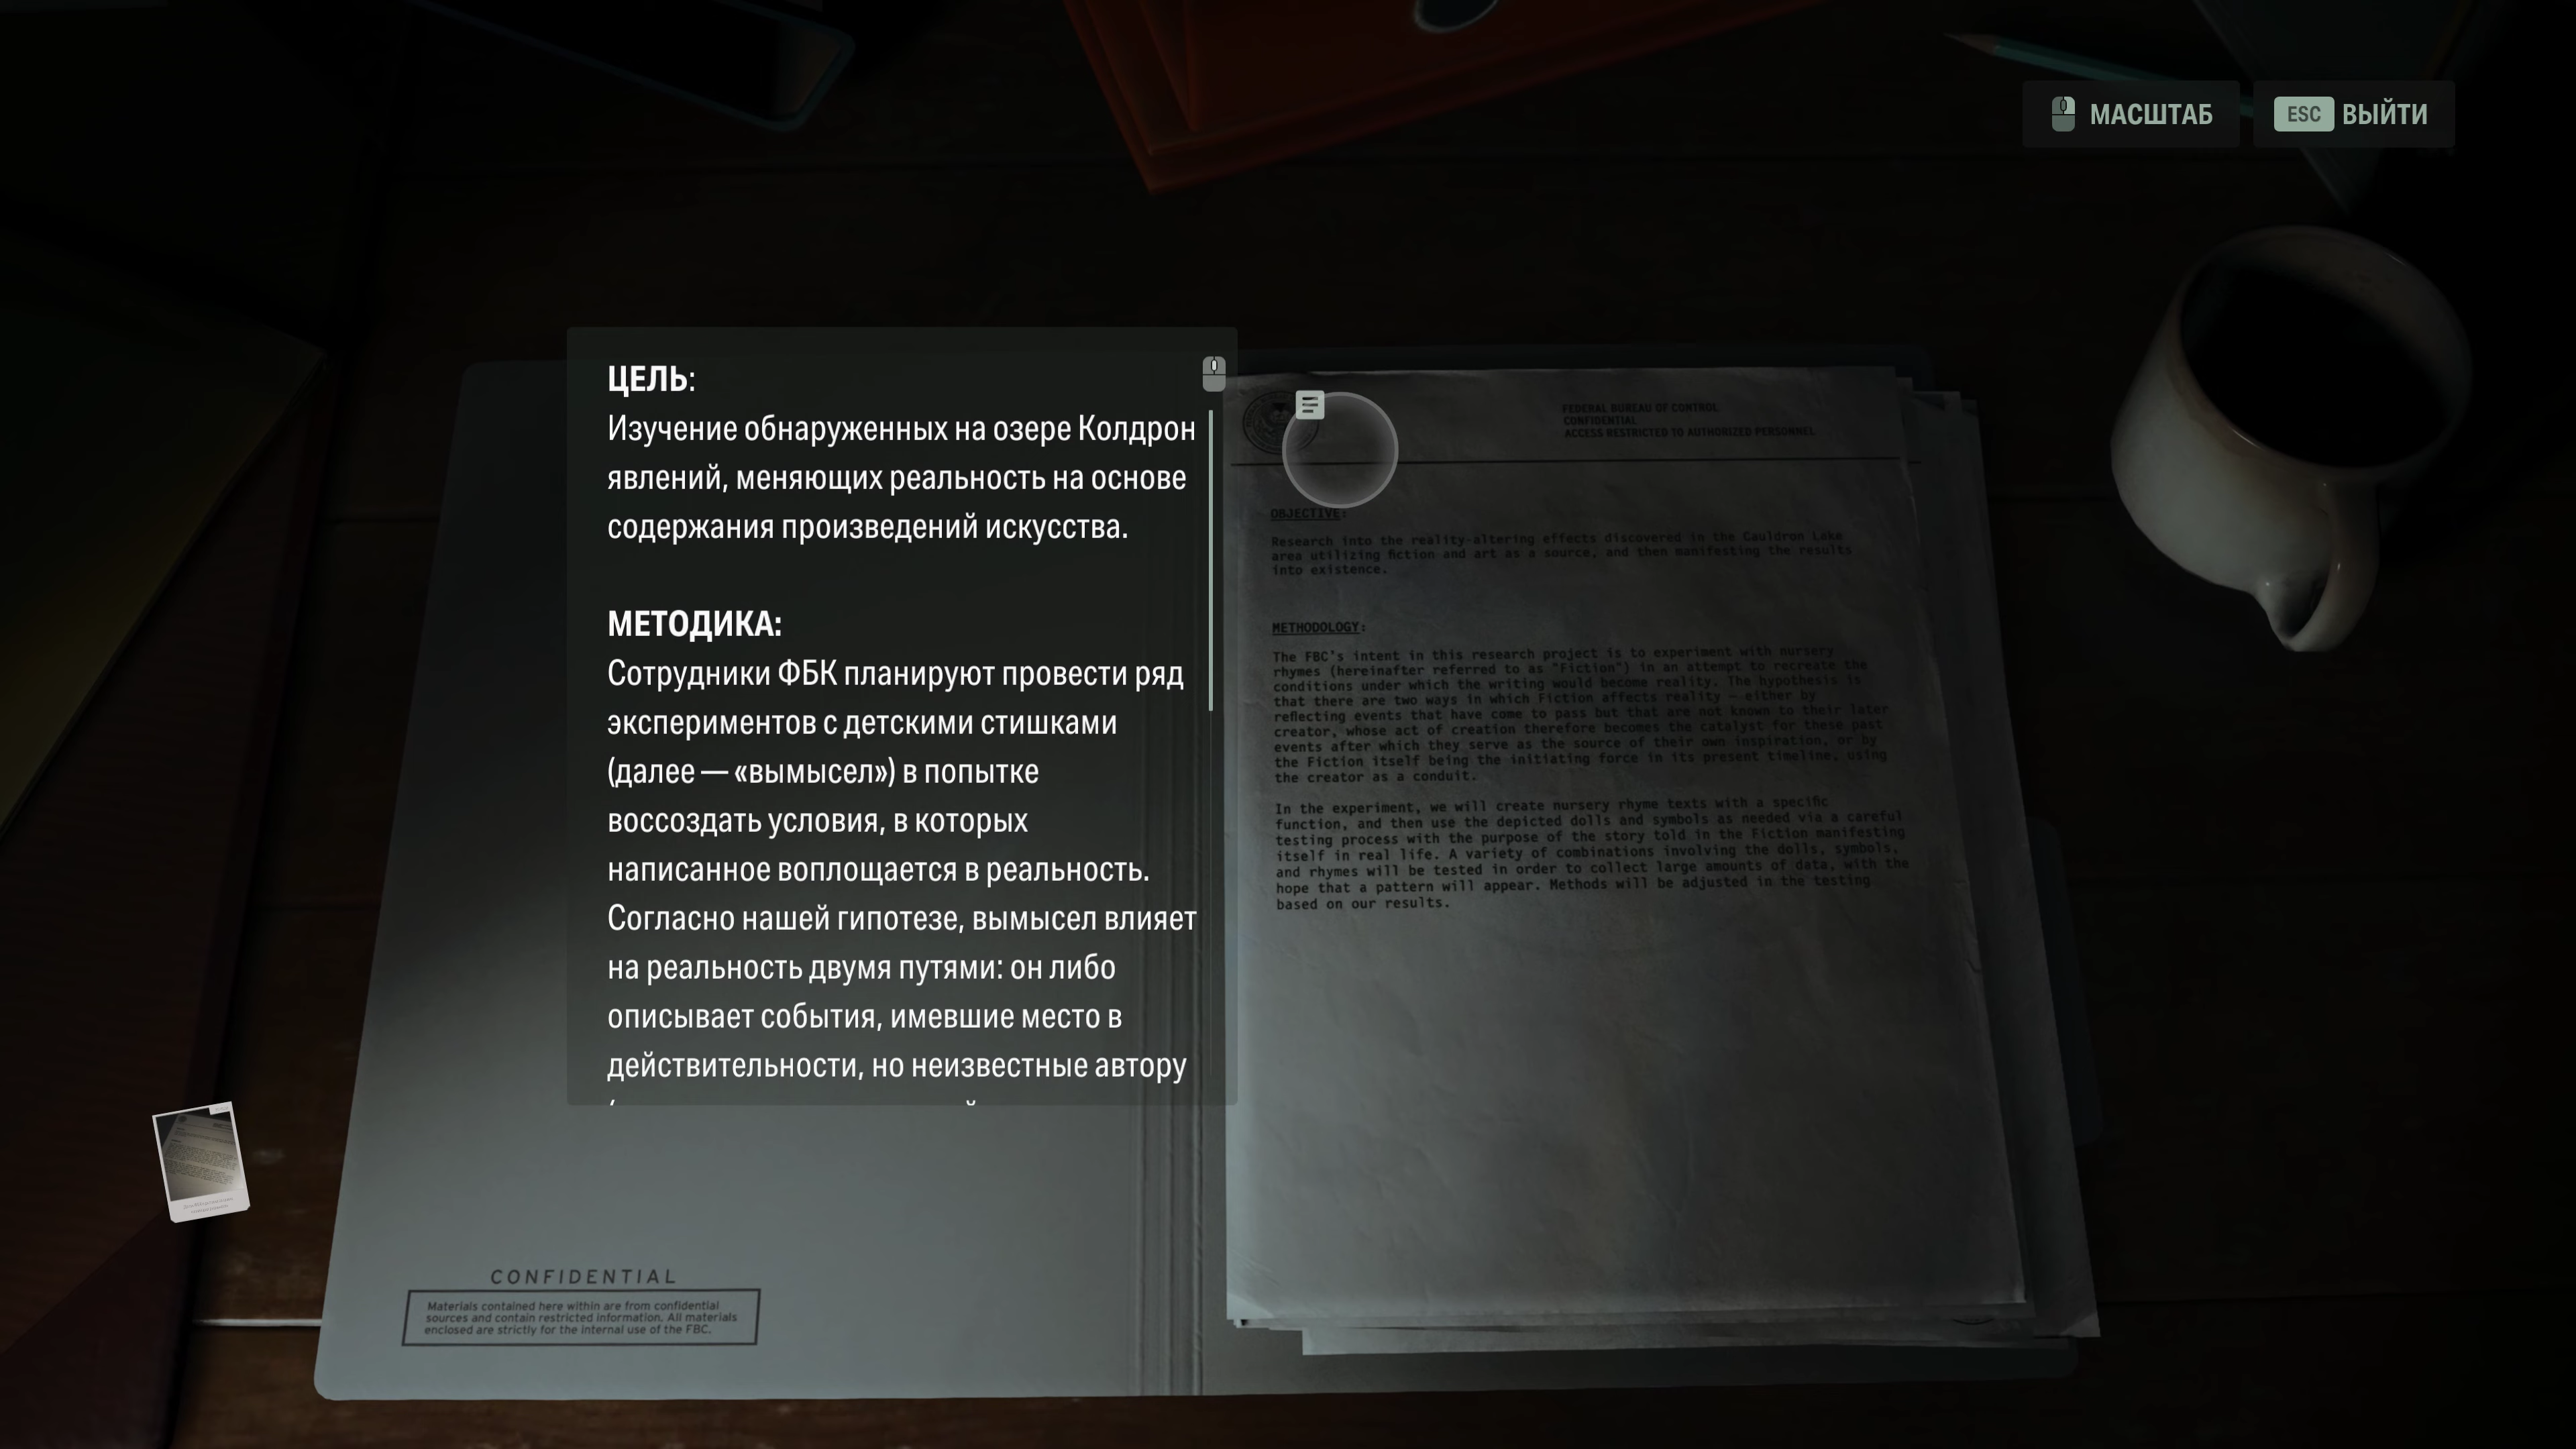 МАСШТАБ
ESC ВЫЙТИ
ЦЕЛЬ:
Изучение обнаруженных на озере Колдрон
явлений, меняющих реальность на основе
содержания произведений искусства.
МЕТОДИКА:
Сотрудники ФБК планируют провести ряд
экспериментов с детскими стишками
(далее — «вымысел») в попытке
воссоздать условия, в которых
написанное воплощается в реальность.
Согласно нашей гипотезе, вымысел влияет
на реальность двумя путями: он либо
описывает события, имевшие место в
действительности, но неизвестные автору
FEDERAL BUREAU OF CONTROL
CONFIDENTIAL
ACCESS RESTRICTED TO AUTHORIZED PERSONNEL
OBJECTIVE:
Research into the reality-altering effects discovered in the Cauldron Lake
area utilizing fiction and art as a source, and then manifesting the results
into existence.
METHODOLOGY:
The FBC's intent in this research project is to experiment with nursery
rhymes (hereinafter referred to as "Fiction") in an attempt to recreate the
conditions under which the writing would become reality. The hypothesis is
that there are two ways in which Fiction affects reality — either by
reflecting events that have come to pass but that are not known to their later
creator, whose act of creation therefore becomes the catalyst for these past
events after which they serve as the source of their own inspiration, or by
the Fiction itself being the initiating force in its present timeline, using
the creator as a conduit.
In the experiment, we will create nursery rhyme texts with a specific
function, and then use the depicted dolls and symbols as needed via a careful
testing process with the purpose of the story told in the Fiction manifesting
itself in real life. A variety of combinations involving the dolls, symbols,
and rhymes will be tested in order to collect large amounts of data, with the
hope that a pattern will appear. Methods will be adjusted in the testing
based on our results.
CONFIDENTIAL
Materials contained here within are from confidential
sources and contain restricted information. All materials
enclosed are strictly for the internal use of the FBC.